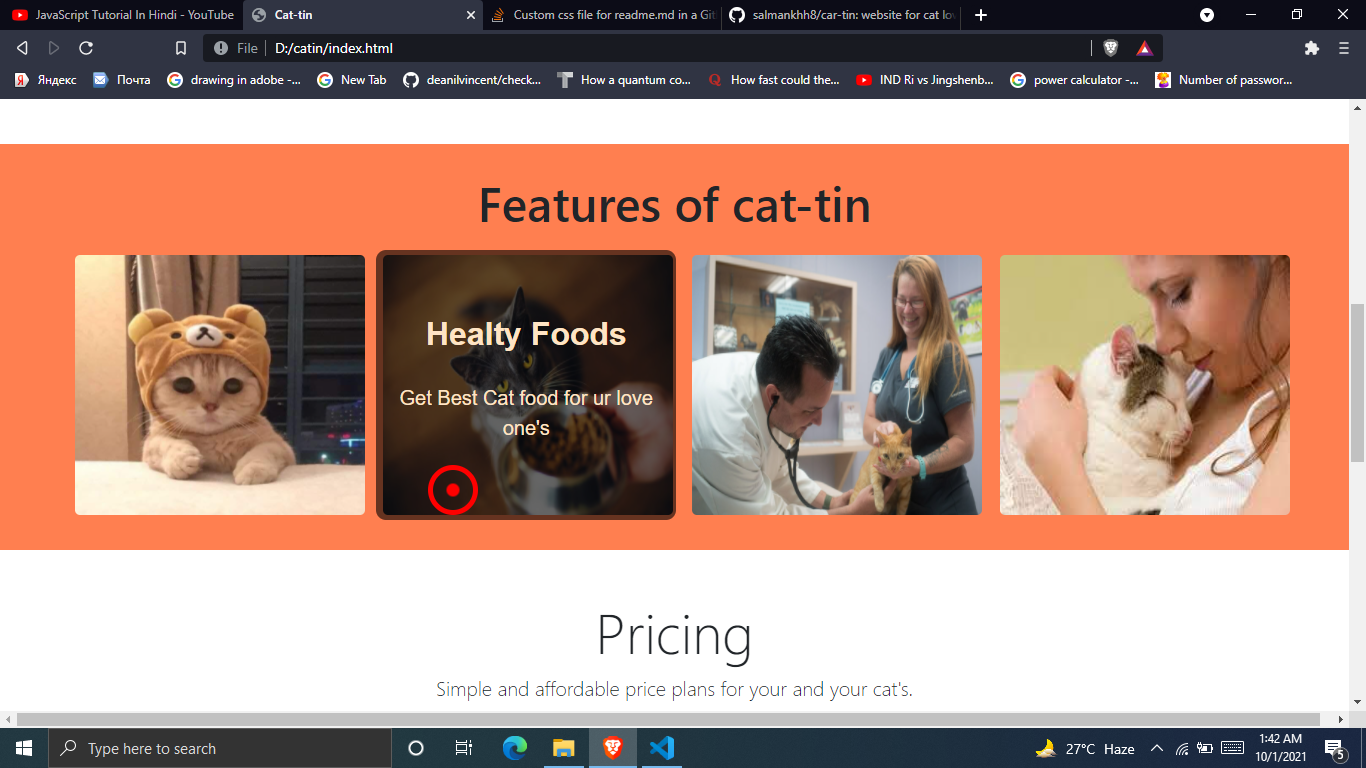 JavaScript Tutorial In Hindi - YouTube
Cat-tin
Custom css file for readme.md in a Git
salmankhh8/car-tin: website for cat lov
File
D:/catin/index.html
Яндекс
Почта
drawing in adobe -...
New Tab
deanilvincent/check...
How a quantum co...
How fast could the...
IND Ri vs Jingshenb...
power calculator -...
Number of passwor...
Features of cat-tin
Healty Foods
Get Best Cat food for ur love
one's
Pricing
Simple and affordable price plans for your and your cat's.
Type here to search
27°C Haze
1:42 AM
10/1/2021
5